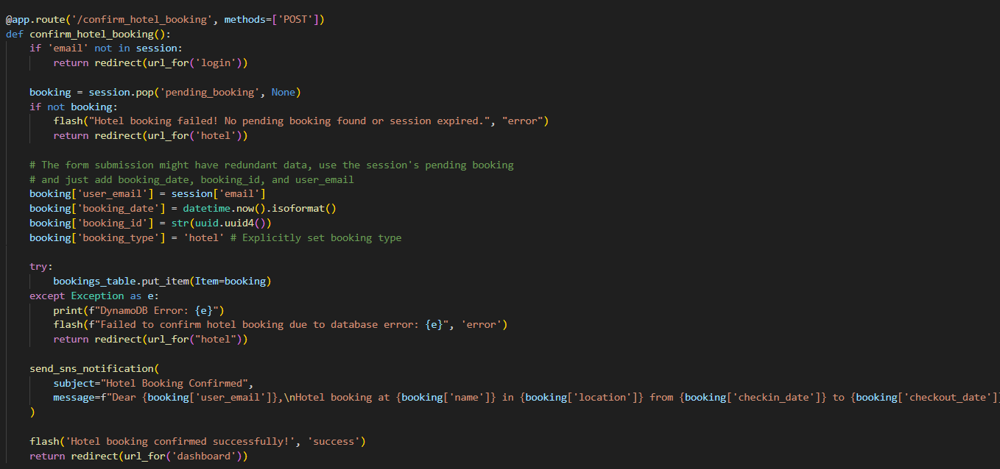 @app.route('/confirm_hotel_booking', methods=['POST'])
def confirm_hotel_booking():
    if 'email' not in session:
        return redirect(url_for('login'))

    booking = session.pop('pending_booking', None)
    if not booking:
        flash("Hotel booking failed! No pending booking found or session expired.", "error")
        return redirect(url_for('hotel'))

    # The form submission might have redundant data, use the session's pending booking
    # and just add booking_date, booking_id, and user_email
    booking['user_email'] = session['email']
    booking['booking_date'] = datetime.now().isoformat()
    booking['booking_id'] = str(uuid.uuid4())
    booking['booking_type'] = 'hotel' # Explicitly set booking type

    try:
        bookings_table.put_item(Item=booking)
    except Exception as e:
        print(f"DynamoDB Error: {e}")
        flash(f"Failed to confirm hotel booking due to database error: {e}", 'error')
        return redirect(url_for("hotel"))

    send_sns_notification(
        subject="Hotel Booking Confirmed",
        message=f"Dear {booking['user_email']},\nHotel booking at {booking['name']} in {booking['location']} from {booking['checkin_date']} to {booking['checkout_date']
    )

    flash('Hotel booking confirmed successfully!', 'success')
    return redirect(url_for('dashboard'))